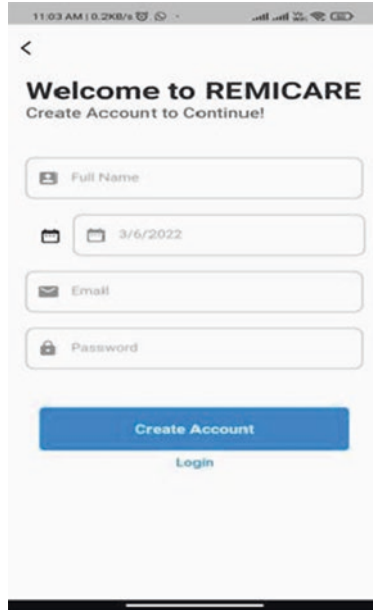 11:03 AM | 0.2KB/s
Welcome to REMICARE
Create Account to Continue!
Full Name
3/6/2022
Email
Password
Create Account
Login